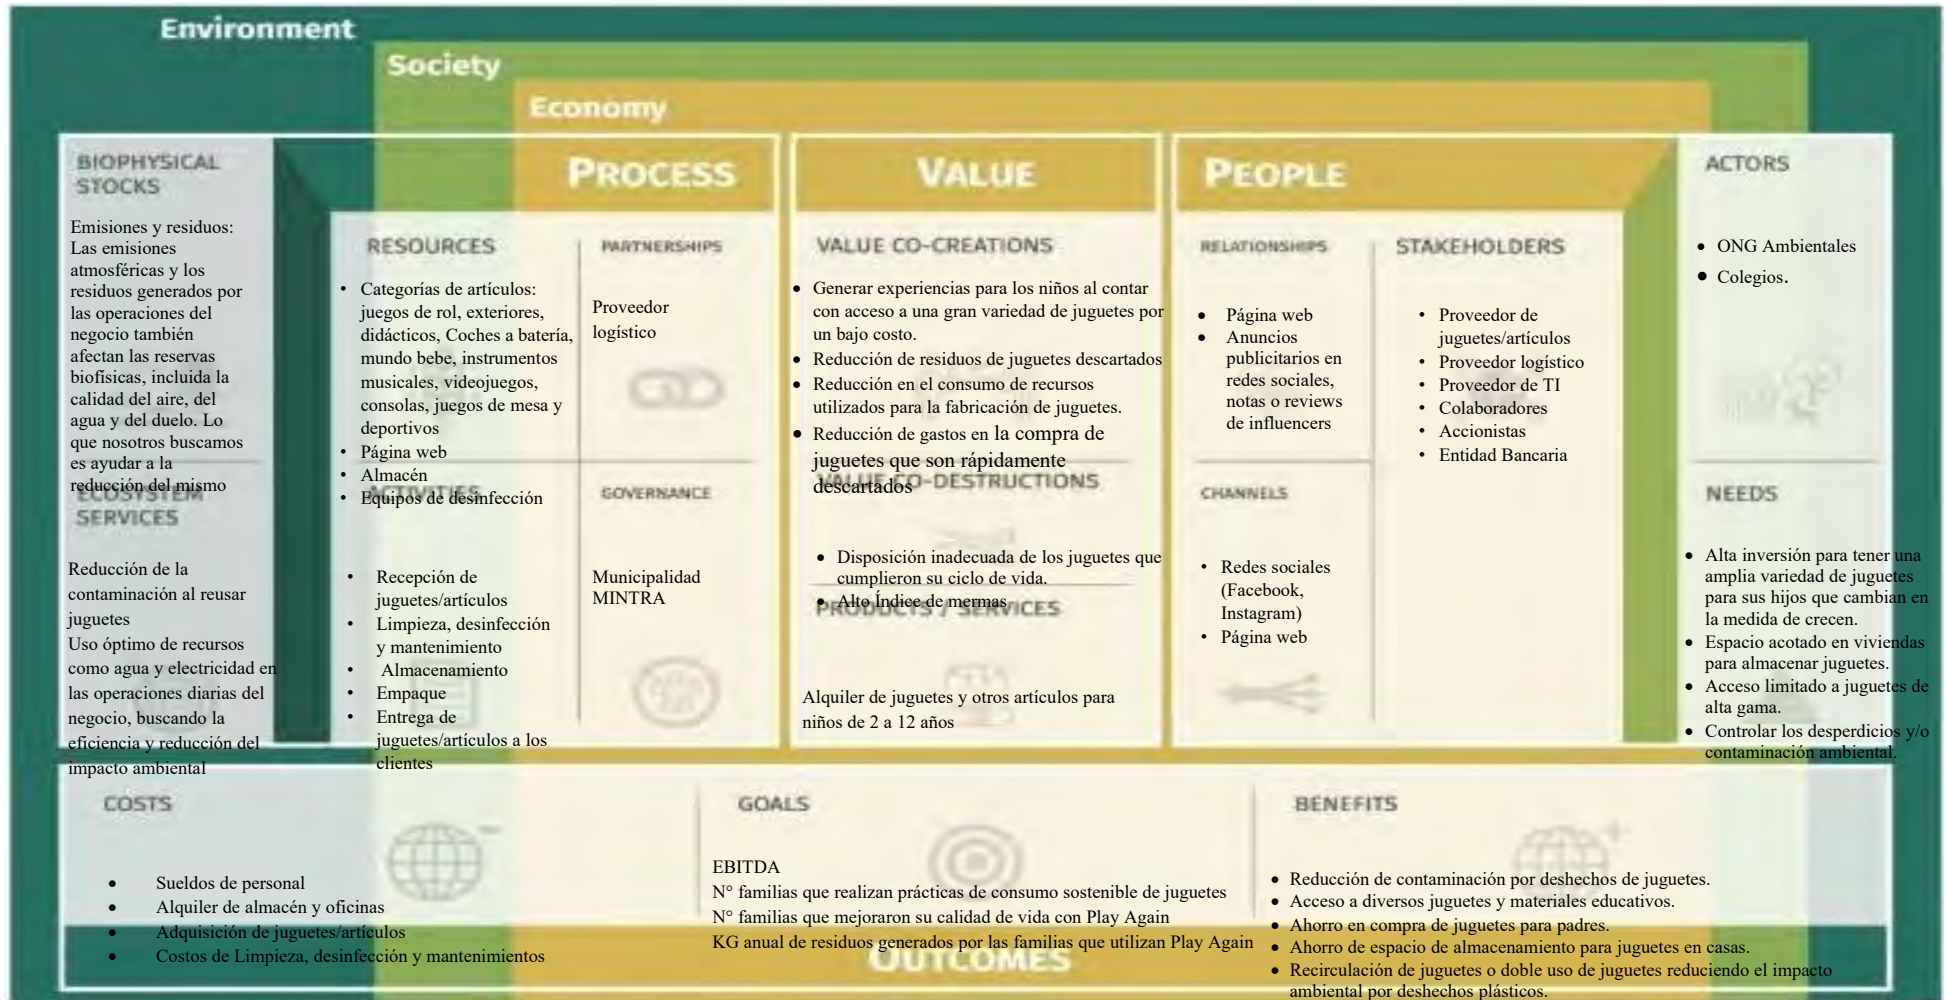 Environment
Society
Economy
BIOPHYSICAL
STOCKS
Emisiones y residuos:
Las emisiones
atmosféricas y los
residuos generados por
las operaciones del
negocio también
afectan las reservas
biofísicas, incluida la
calidad del aire, del
agua y del duelo. Lo
que nosotros buscamos
es ayudar a la
reducción del mismo
ECOSYSTEM
SERVICES
Reducción de la
contaminación al reusar
juguetes
Uso óptimo de recursos
como agua y electricidad en
las operaciones diarias del
negocio, buscando la
eficiencia y reducción del
impacto ambiental
PROCESS
RESOURCES
• Categorías de artículos:
juegos de rol, exteriores,
didácticos, Coches a batería,
mundo bebe, instrumentos
musicales, videojuegos,
consolas, juegos de mesa y
deportivos
• Página web
• Almacén
• Equipos de desinfección
PARTNERSHIPS
Proveedor
logístico
ACTIVITIES
• Recepción de
juguetes/artículos
• Limpieza, desinfección
y mantenimiento
• Almacenamiento
• Empaque
• Entrega de
juguetes/artículos a los
clientes
GOVERNANCE
Municipalidad
MINTRA
VALUE
VALUE CO-CREATIONS
• Generar experiencias para los niños al contar
con acceso a una gran variedad de juguetes por
un bajo costo.
• Reducción de residuos de juguetes descartados
• Reducción en el consumo de recursos
utilizados para la fabricación de juguetes.
• Reducción de gastos en la compra de
juguetes que son rápidamente
descartados
VALUE CO-DESTRUCTIONS
• Disposición inadecuada de los juguetes que
cumplieron su ciclo de vida.
• Alto Índice de mermas
PRODUCTS / SERVICES
Alquiler de juguetes y otros artículos para
niños de 2 a 12 años
PEOPLE
RELATIONSHIPS
• Página web
• Anuncios
publicitarios en
redes sociales,
notas o reviews
de influencers
STAKEHOLDERS
• Proveedor de
juguetes/artículos
• Proveedor logístico
• Proveedor de TI
• Colaboradores
• Accionistas
• Entidad Bancaria
CHANNELS
• Redes sociales
(Facebook,
Instagram)
• Página web
ACTORS
• ONG Ambientales
• Colegios.
NEEDS
• Alta inversión para tener una
amplia variedad de juguetes
para sus hijos que cambian en
la medida de crecen.
• Espacio acotado en viviendas
para almacenar juguetes.
• Acceso limitado a juguetes de
alta gama.
• Controlar los desperdicios y/o
contaminación ambiental.
COSTS
• Sueldos de personal
• Alquiler de almacén y oficinas
• Adquisición de juguetes/artículos
• Costos de Limpieza, desinfección y mantenimientos
GOALS
EBITDA
N° familias que realizan prácticas de consumo sostenible de juguetes
N° familias que mejoraron su calidad de vida con Play Again
KG anual de residuos generados por las familias que utilizan Play Again
BENEFITS
• Reducción de contaminación por deshechos de juguetes.
• Acceso a diversos juguetes y materiales educativos.
• Ahorro en compra de juguetes para padres.
• Ahorro de espacio de almacenamiento para juguetes en casas.
• Recirculación de juguetes o doble uso de juguetes reduciendo el impacto
ambiental por deshechos plásticos.
OUTCOMES